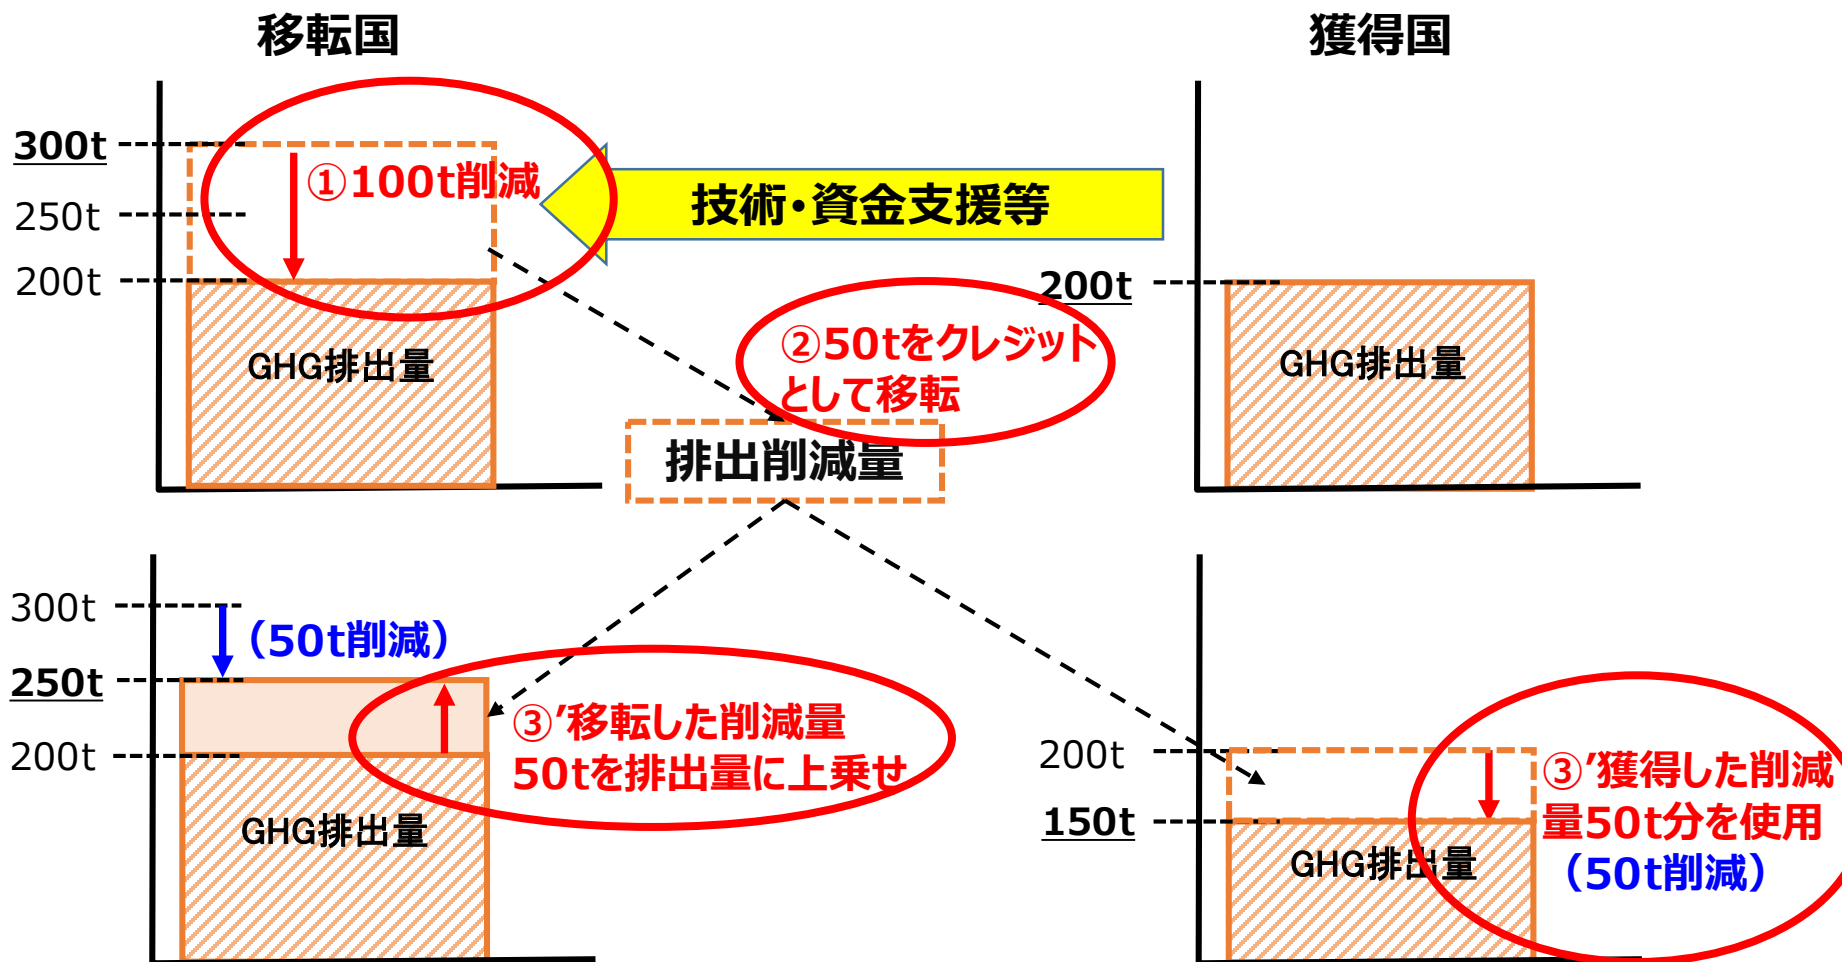 移転国
獲得国
300t
250t
200t
①100t削減
技術・資金支援等
GHG排出量
②50tをクレジット
として移転
排出削減量
200t
GHG排出量
300t
250t
200t
（50t削減）
③’移転した削減量
50tを排出量に上乗せ
GHG排出量
200t
150t
③’獲得した削減
量50t分を使用
（50t削減）
GHG排出量